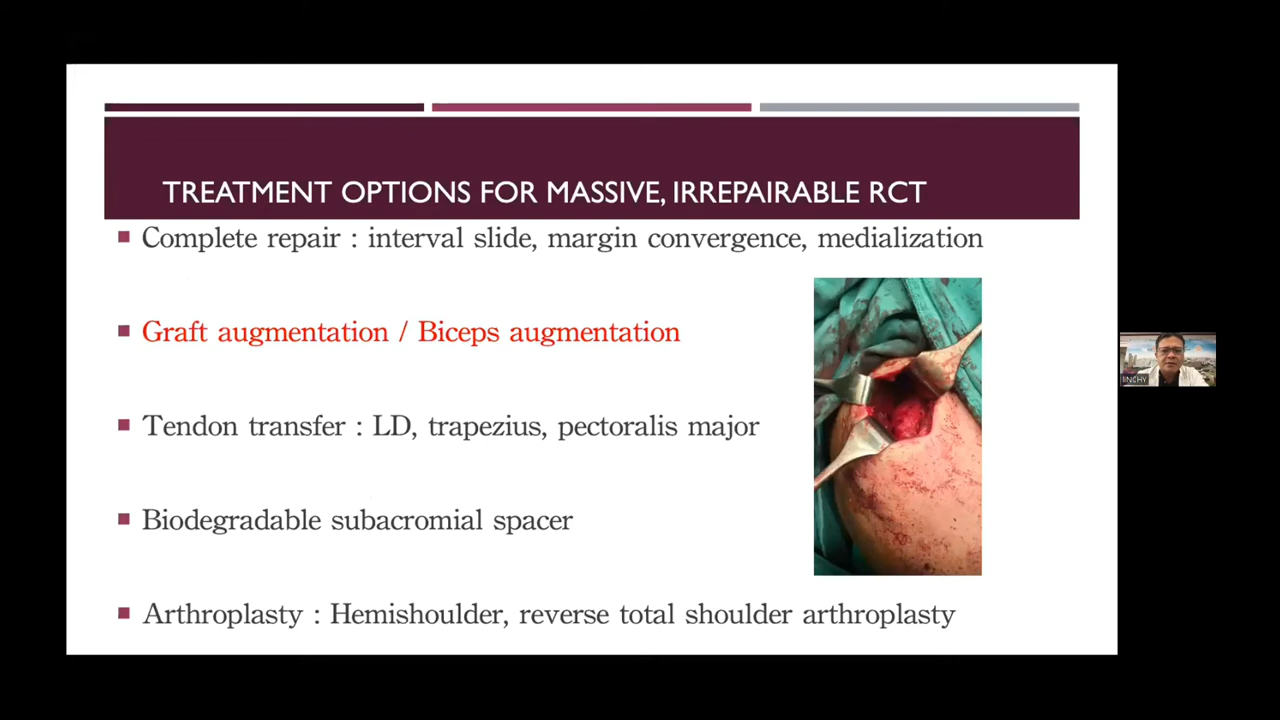 TREATMENT OPTIONS FOR MASSIVE, IRREPAIRABLE RCT
Complete repair : interval slide, margin convergence, medialization
Graft augmentation / Biceps augmentation
Tendon transfer : LD, trapezius, pectoralis major
Biodegradable subacromial spacer
Arthroplasty : Hemishoulder, reverse total shoulder arthroplasty